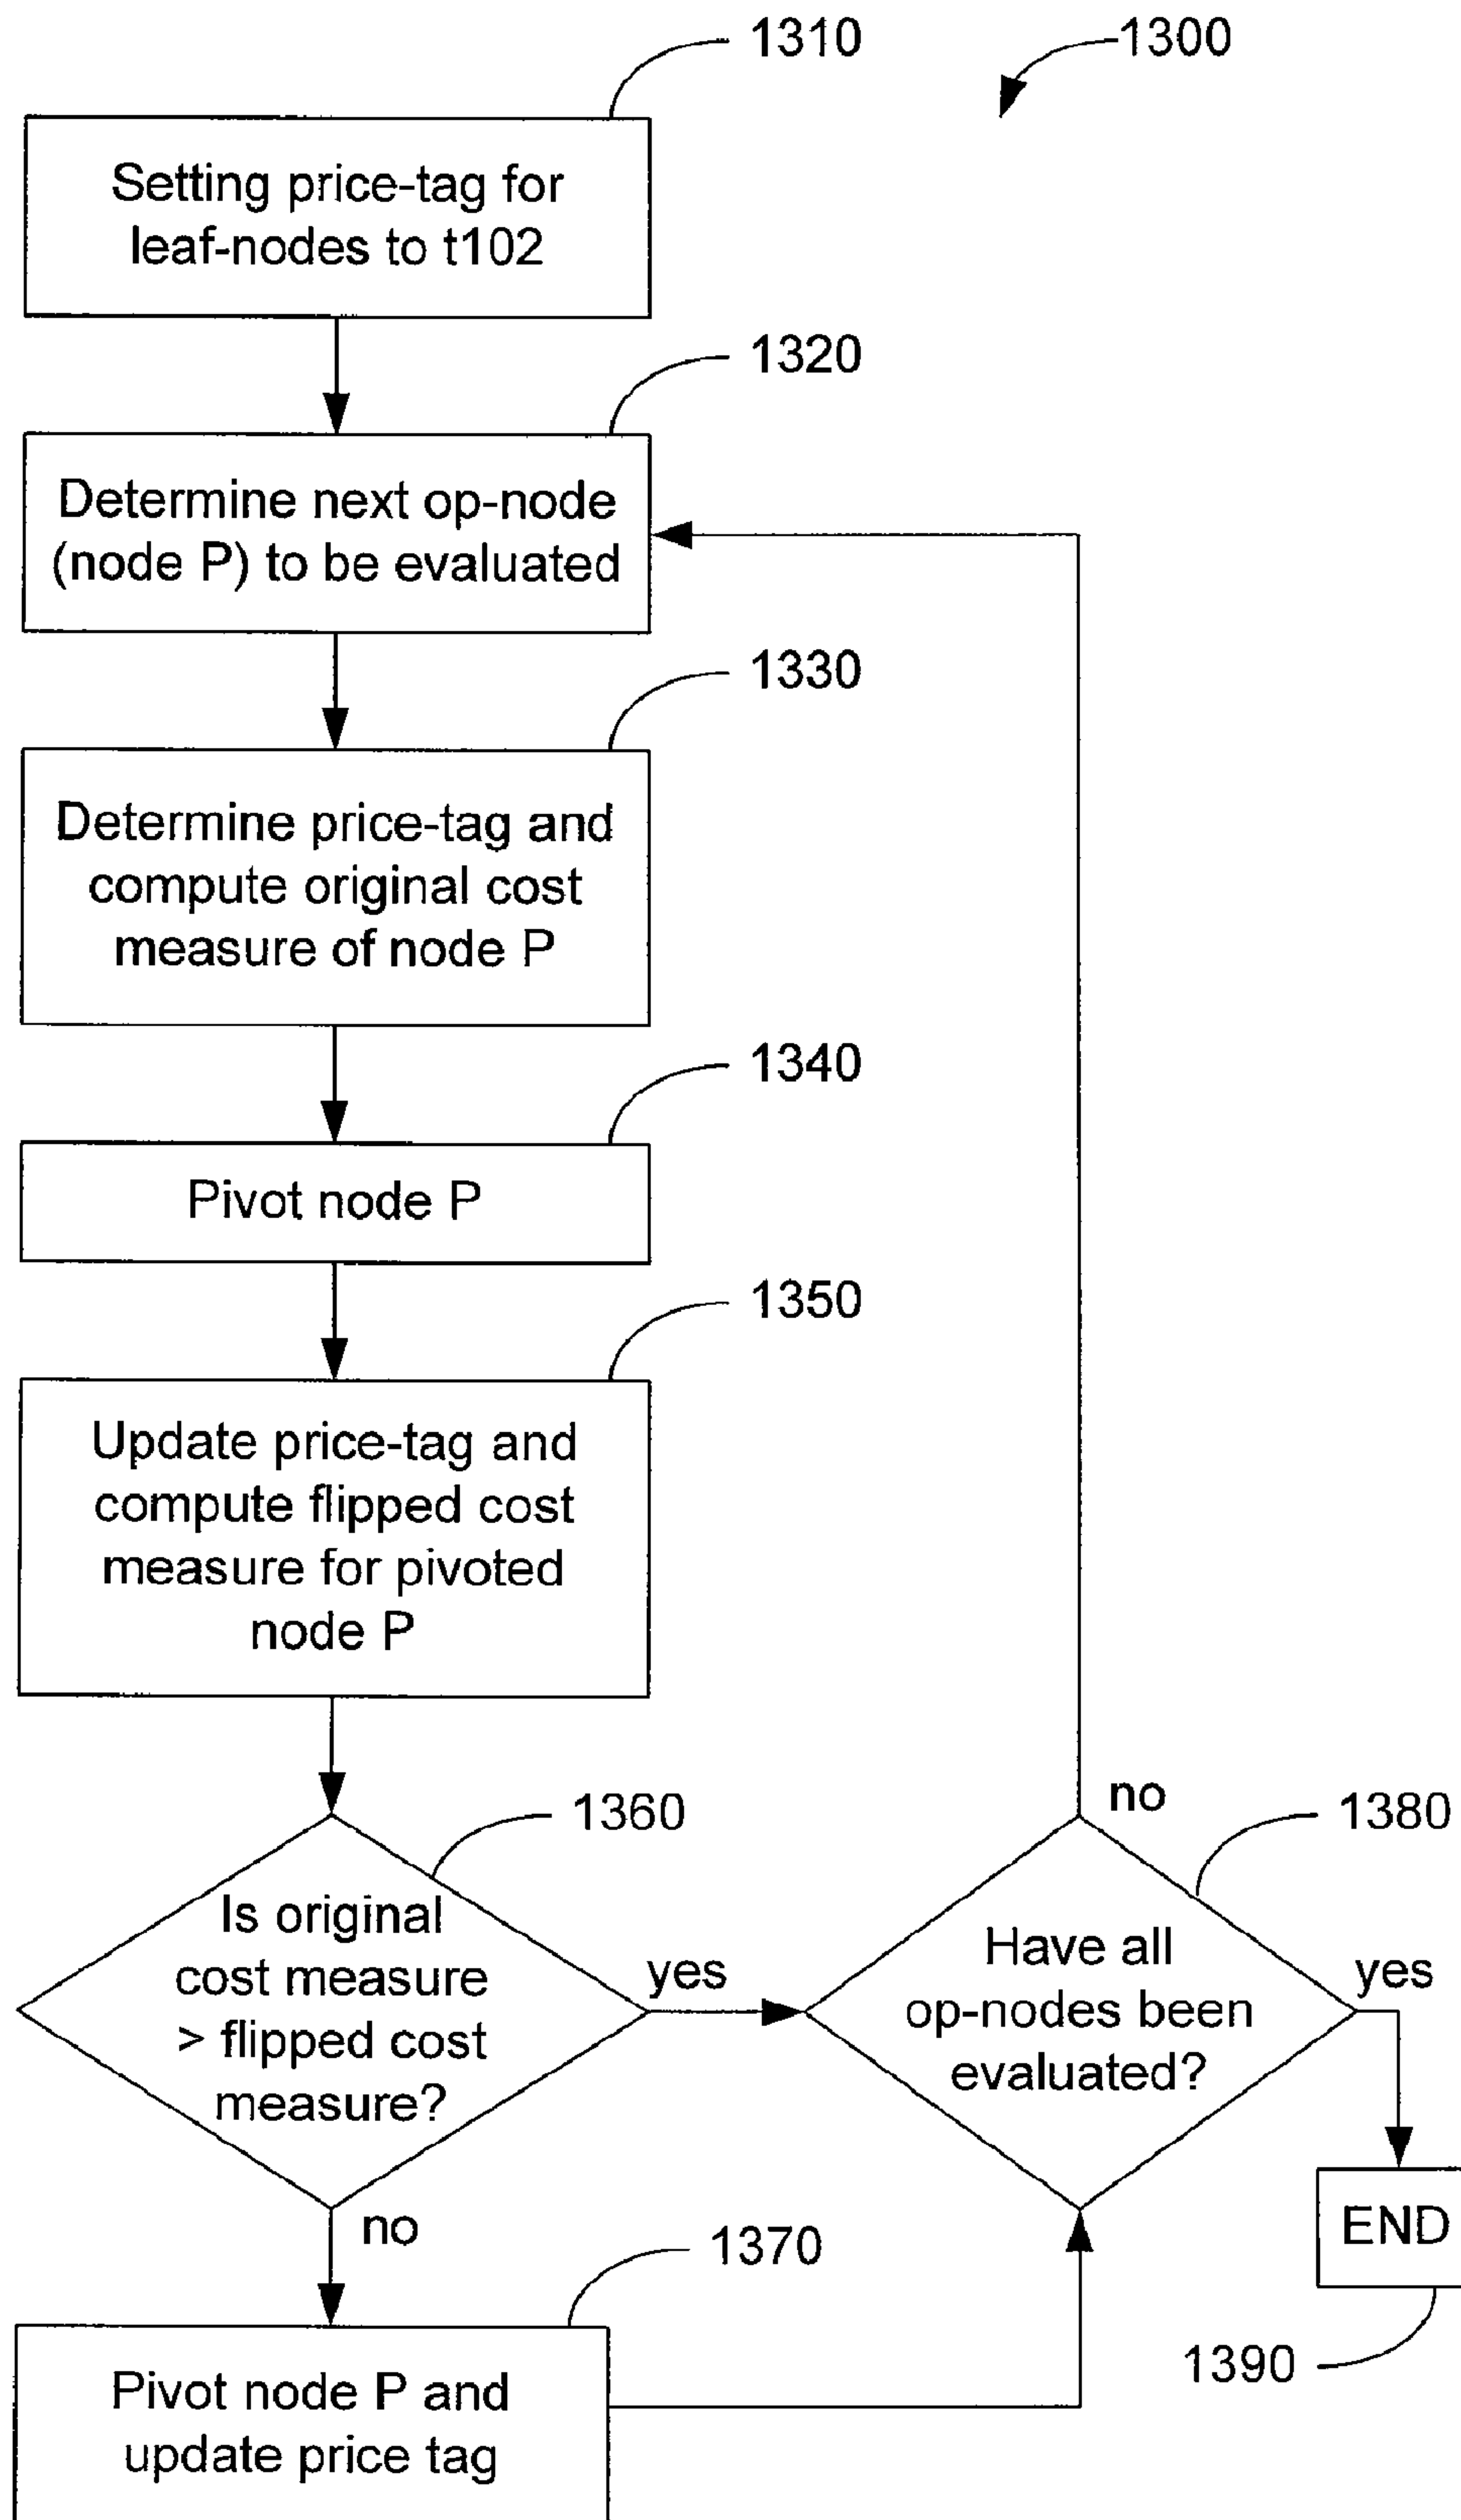 1310
1300
Setting price-tag for
leaf-nodes to t102
1320
Determine next op-node
(node P) to be evaluated
1330
Determine price-tag and
compute original cost
measure of node P
1340
Pivot node P
1350
Update price-tag and
compute flipped cost
measure for pivoted
node P
1360
Is original
cost measure
> flipped cost
measure?
yes
no
no
1380
Have all
op-nodes been
evaluated?
yes
END
1390
1370
Pivot node P and
update price tag